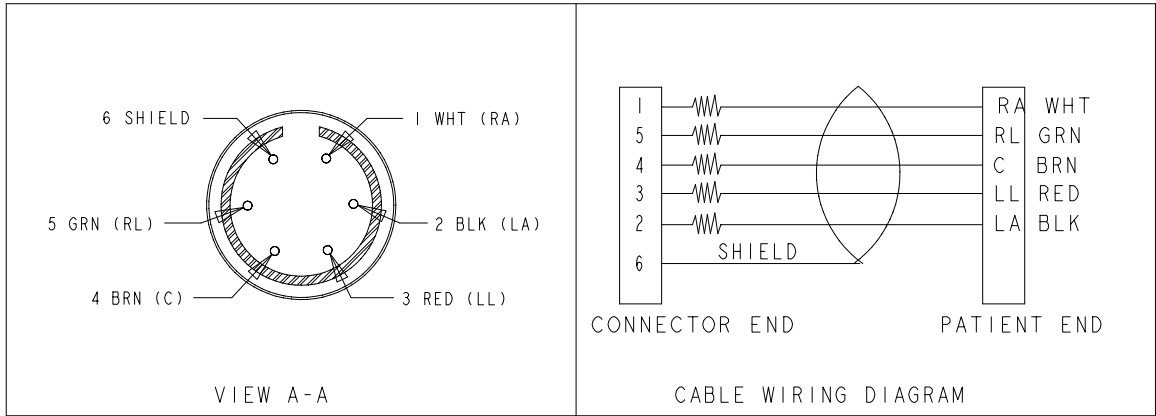 6 SHIELD
1 WHT (RA)
5 GRN (RL)
2 BLK (LA)
4 BRN (C)
3 RED (LL)
VIEW A-A
1 RA WHT
5 RL GRN
4 C BRN
3 LL RED
2 LA BLK
6 SHIELD
CONNECTOR END
PATIENT END
CABLE WIRING DIAGRAM